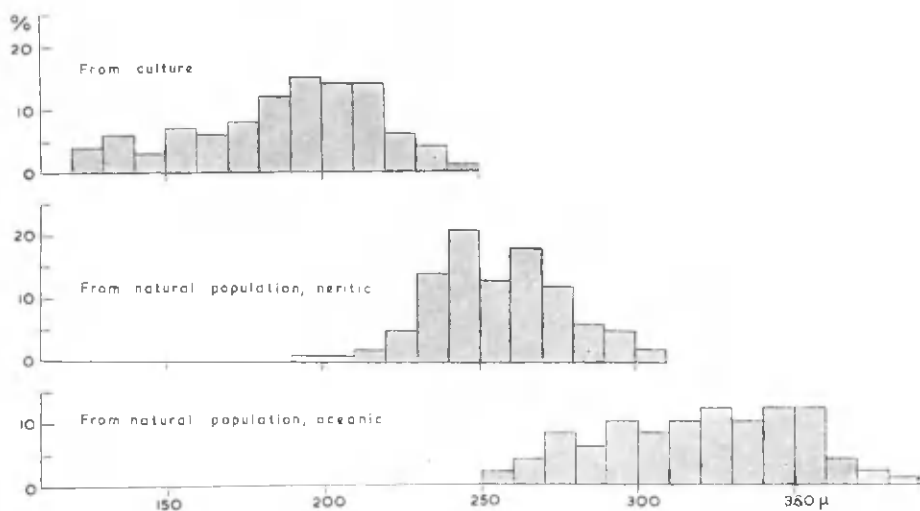 %
20
From culture
10
0
20
From natural population, neritic
10
0
From natural population, oceanic
10
0
150 200 250 300 360 μ